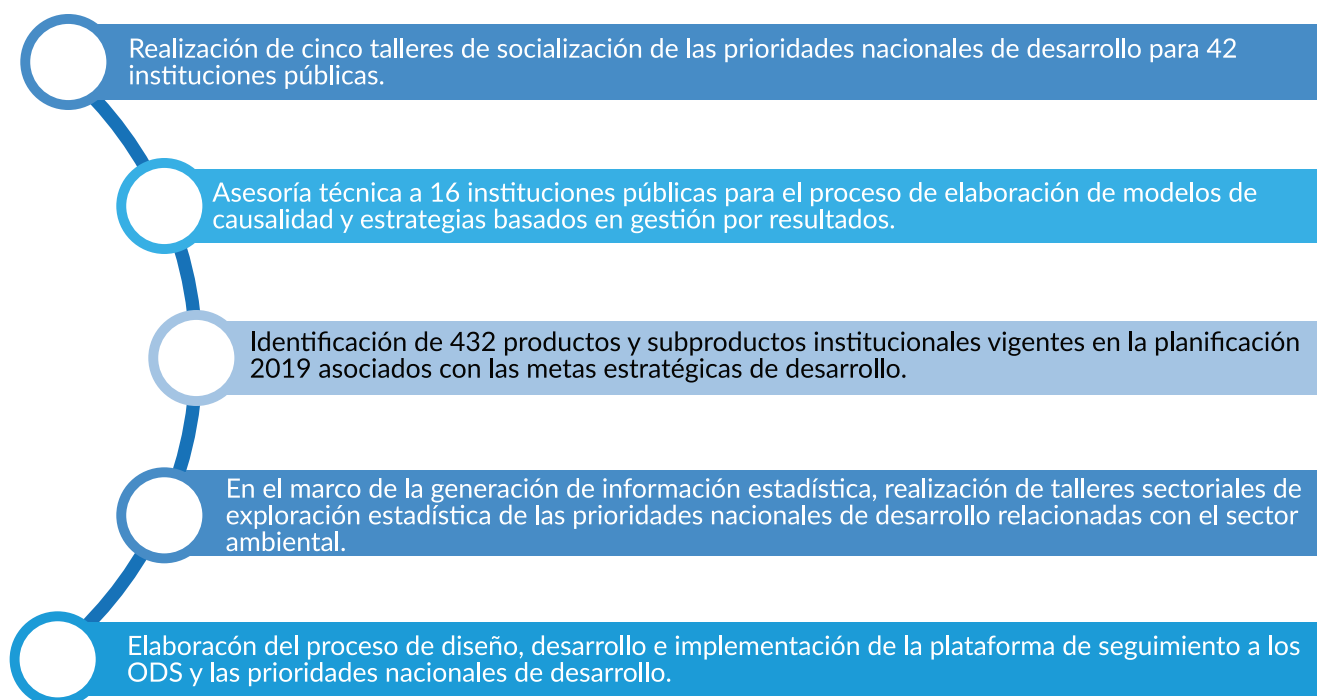 Realización de cinco talleres de socialización de las prioridades nacionales de desarrollo para 42
instituciones públicas.
Asesoría técnica a 16 instituciones públicas para el proceso de elaboración de modelos de
causalidad y estrategias basados en gestión por resultados.
Identificación de 432 productos y subproductos institucionales vigentes en la planificación
2019 asociados con las metas estratégicas de desarrollo.
En el marco de la generación de información estadística, realización de talleres sectoriales de
exploración estadística de las prioridades nacionales de desarrollo relacionadas con el sector
ambiental.
Elaboracón del proceso de diseño, desarrollo e implementación de la plataforma de seguimiento a los
ODS y las prioridades nacionales de desarrollo.